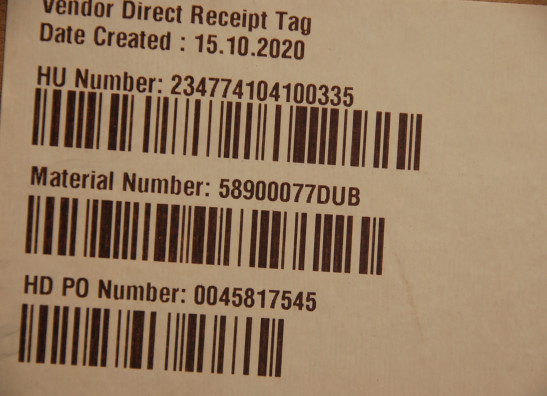 Vendor Direct Receipt Tag
Date Created : 15.10.2020
HU Number: 234774104100335
Material Number: 58900077DUB
HD PO Number: 0045817545